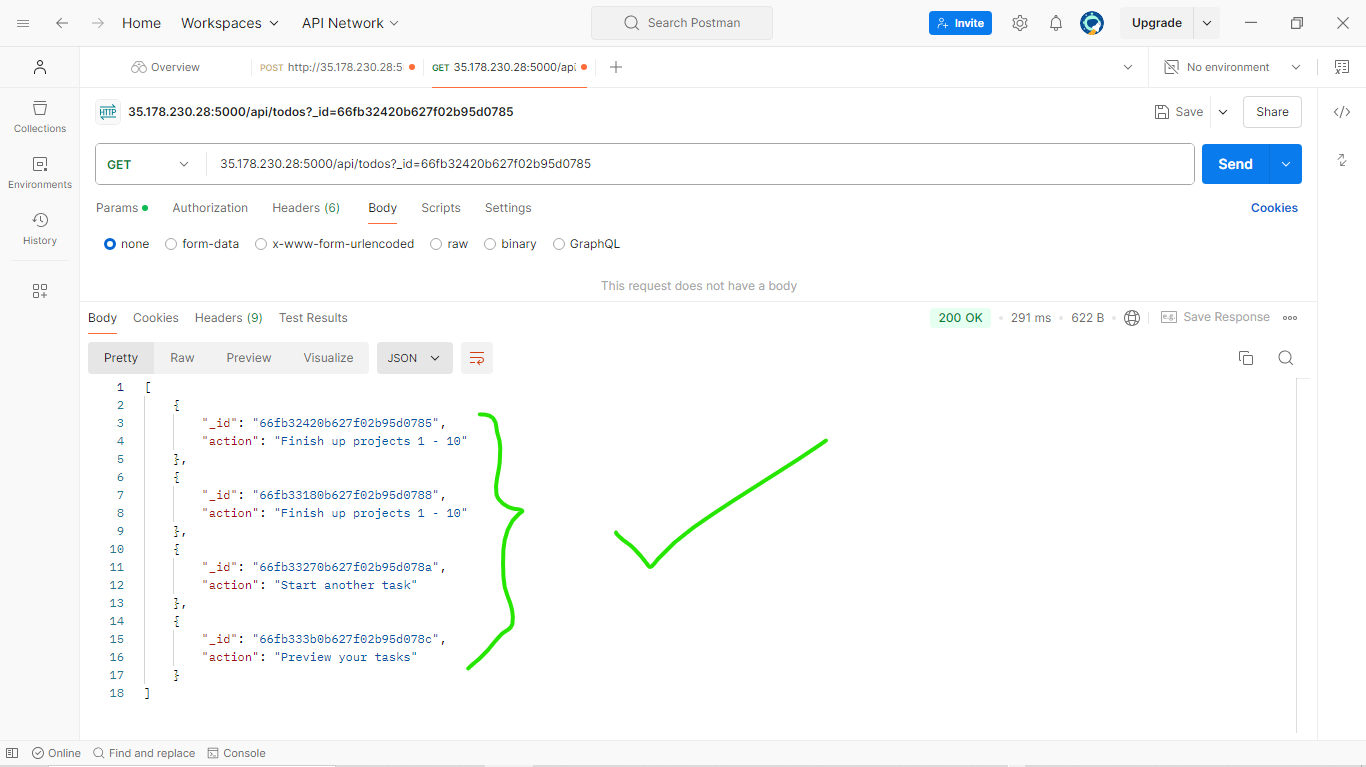 Home Workspaces API Network Search Postman Invite Upgrade
Overview POST http://35.178.230.28:5 GET 35.178.230.28:5000/api No environment
HTTP 35.178.230.28:5000/api/todos?_id=66fb32420b627f02b95d0785 Save Share
Collections
GET 35.178.230.28:5000/api/todos?_id=66fb32420b627f02b95d0785 Send
Environments
Params Authorization Headers (6) Body Scripts Settings Cookies
History
none form-data x-www-form-urlencoded raw binary GraphQL
This request does not have a body
Body Cookies Headers (9) Test Results 200 OK 291 ms 622 B e.g. Save Response
Pretty Raw Preview Visualize JSON
1 [
2 {
3 "_id": "66fb32420b627f02b95d0785",
4 "action": "Finish up projects 1 - 10"
5 },
6 {
7 "_id": "66fb33180b627f02b95d0788",
8 "action": "Finish up projects 1 - 10"
9 },
10 {
11 "_id": "66fb33270b627f02b95d078a",
12 "action": "Start another task"
13 },
14 {
15 "_id": "66fb333b0b627f02b95d078c",
16 "action": "Preview your tasks"
17 }
18 ]
Online Find and replace Console